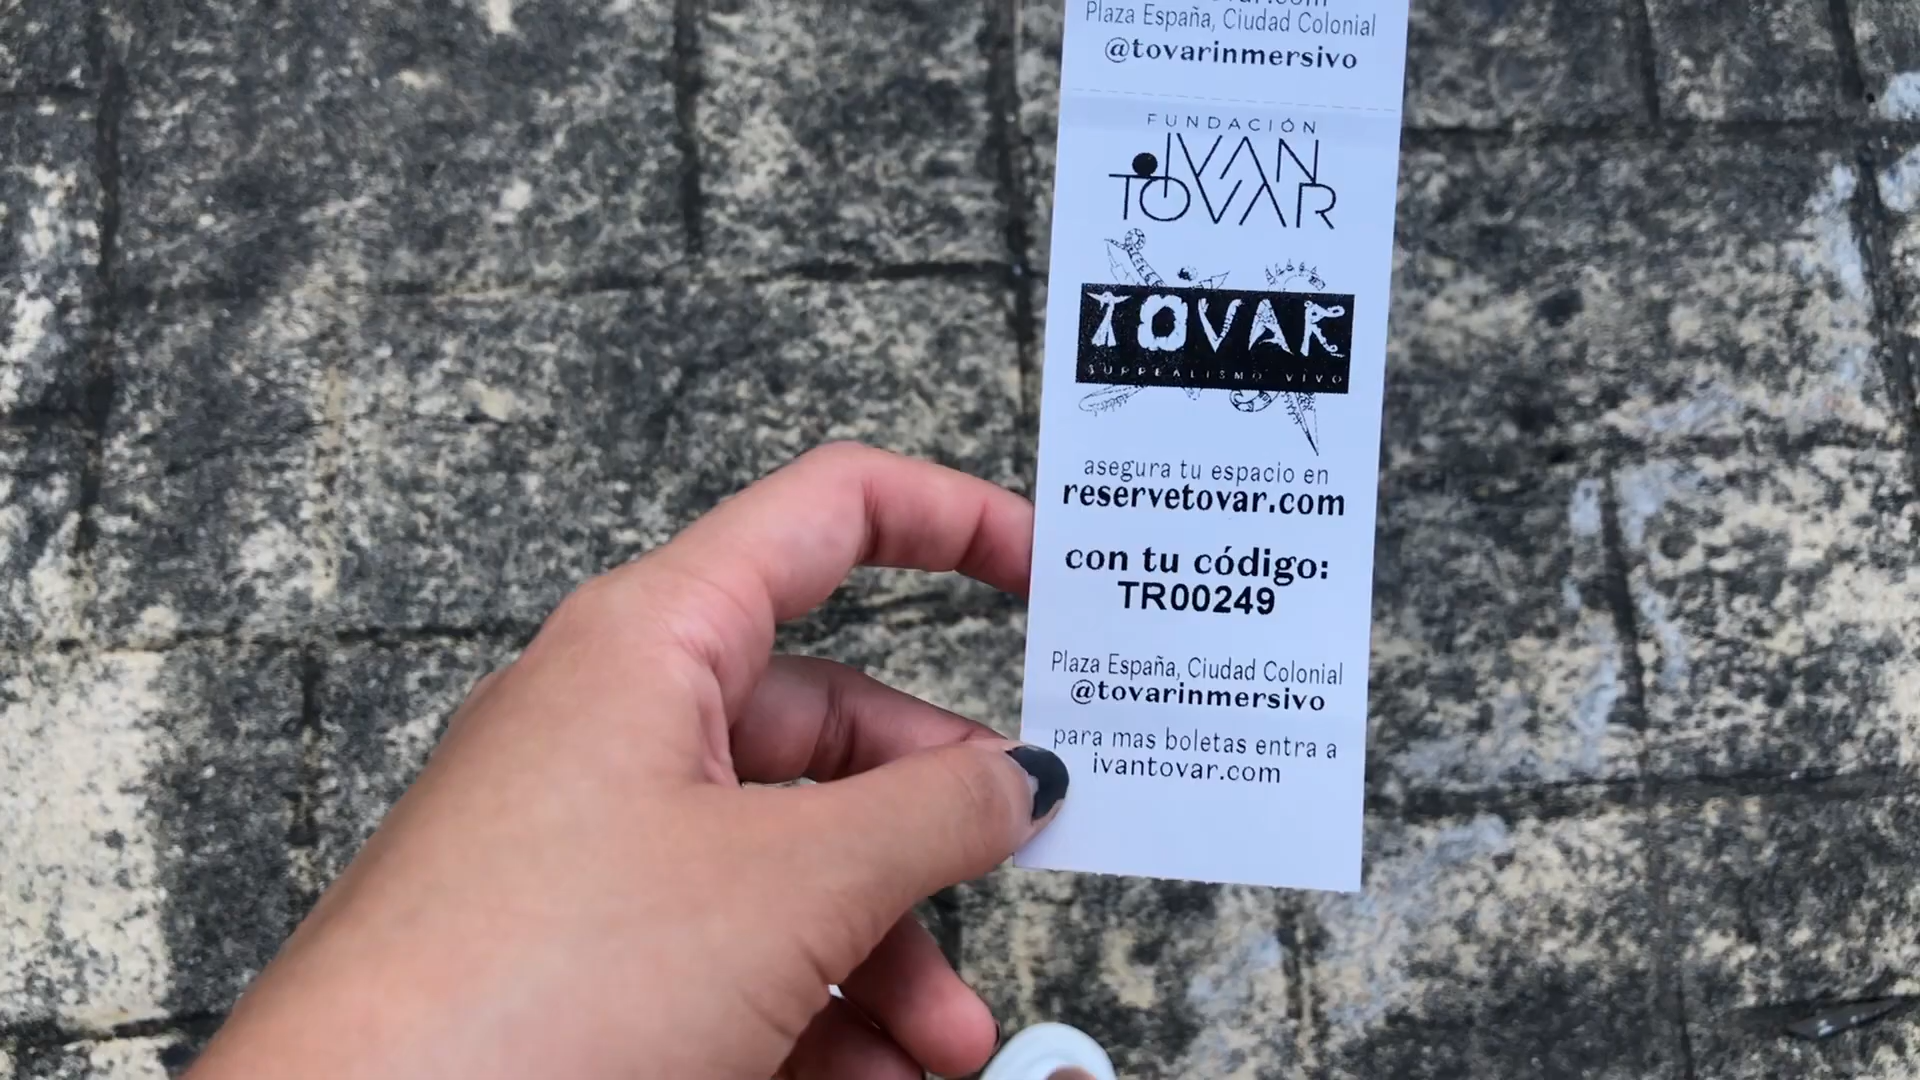 Plaza España, Ciudad Colonial
@tovarinmersivo
FUNDACIÓN
IVAN
TOVAR
TOVAR
SURREALISMO VIVO
asegura tu espacio en
reservetovar.com
con tu código:
TR00249
Plaza España, Ciudad Colonial
@tovarinmersivo
para mas boletas entra a
ivantovar.com